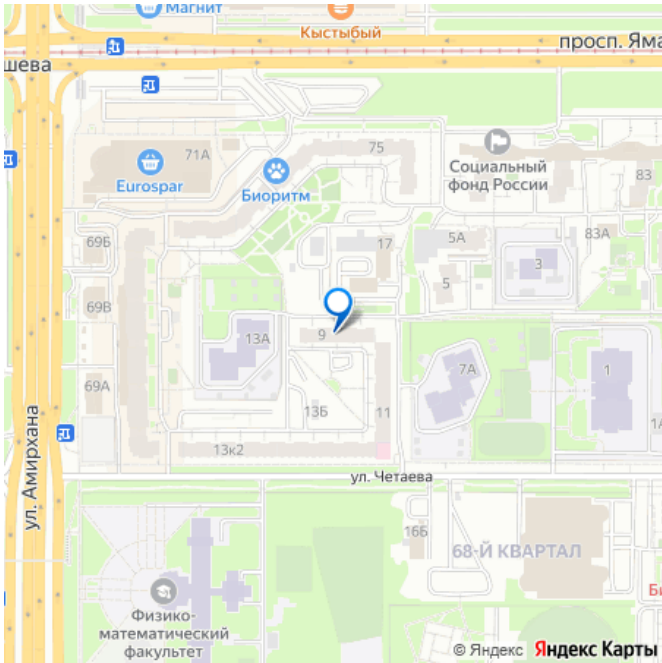 Магнит
Кыстыбый
просп. Яма
шева
71А
Eurospar
75
Биоритм
Социальный
фонд России
83
69Б
17
5А
83А
3
5
69В
9
13А
7А
1
69А
13Б
11
1А
ул. Амирхана
13к2
ул. Четаева
16Б
68-Й КВАРТАЛ
Би
Физико-
математический
факультет
© Яндекс Яндекс Карты